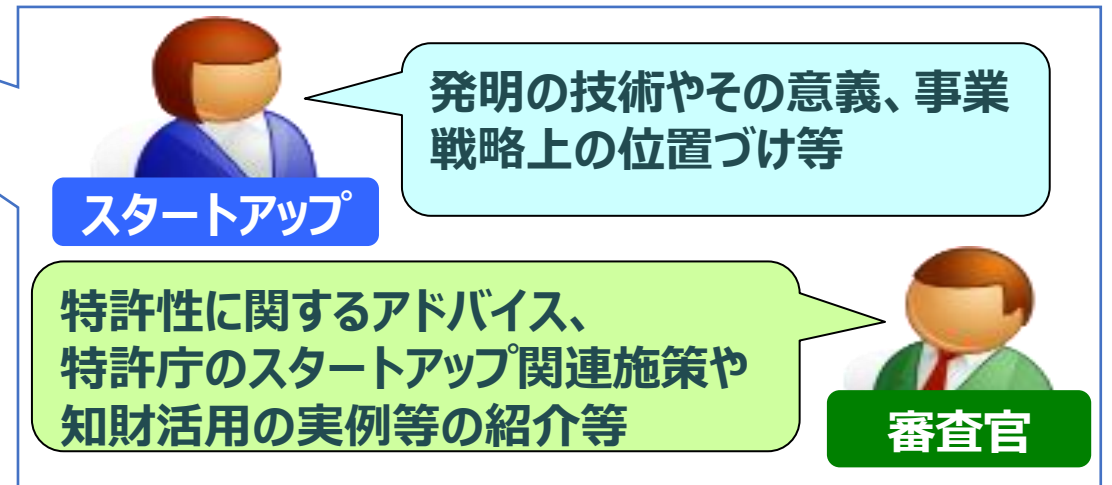 発明の技術やその意義、事業
戦略上の位置づけ等
スタートアップ
特許性に関するアドバイス、
特許庁のスタートアップ関連施策や
知財活用の実例等の紹介等
審査官